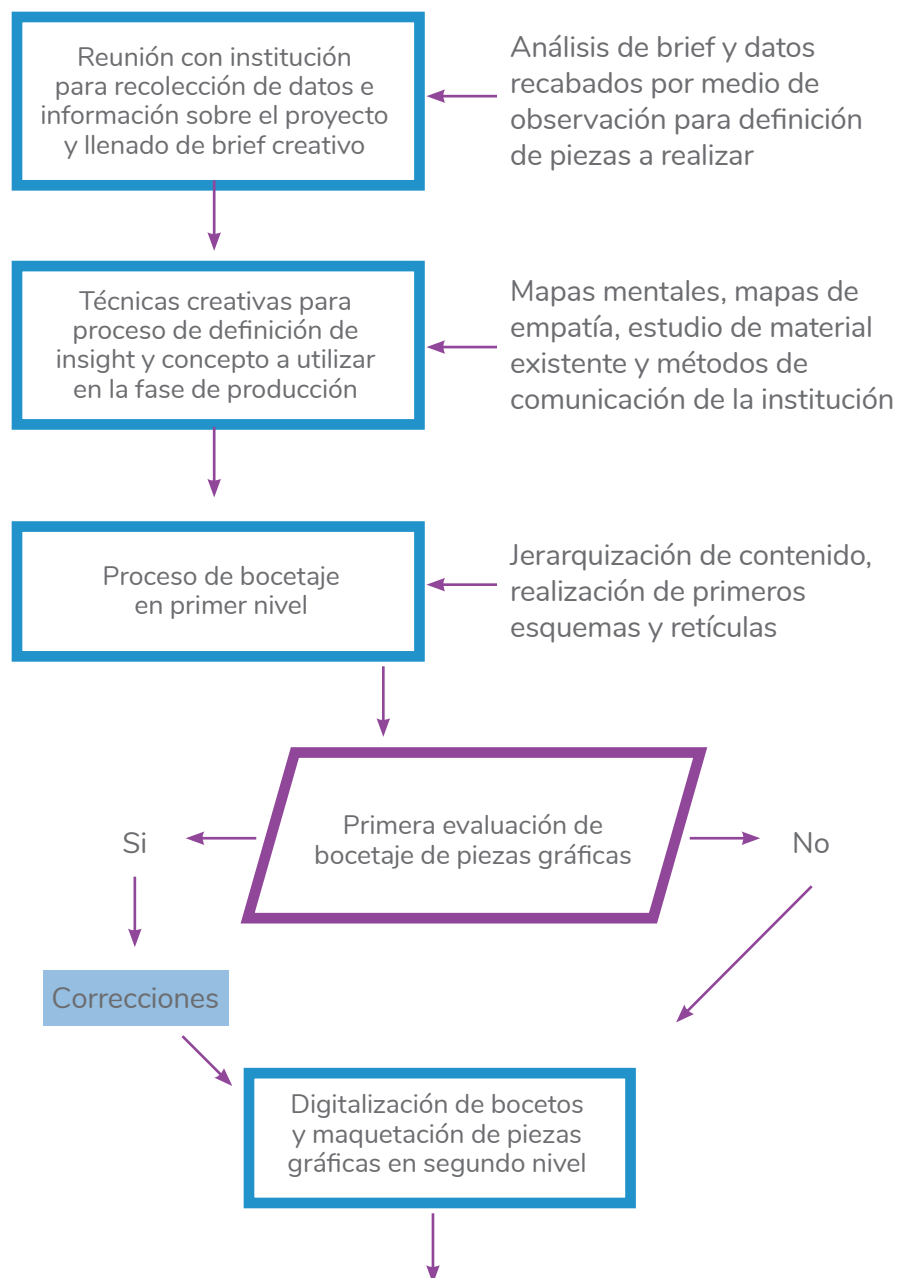 Reunión con institución
para recolección de datos e
información sobre el proyecto
y llenado de brief creativo
Análisis de brief y datos
recabados por medio de
observación para definición
de piezas a realizar
Técnicas creativas para
proceso de definición de
insight y concepto a utilizar
en la fase de producción
Mapas mentales, mapas de
empatía, estudio de material
existente y métodos de
comunicación de la institución
Proceso de bocetaje
en primer nivel
Jerarquización de contenido,
realización de primeros
esquemas y retículas
Primera evaluación de
bocetaje de piezas gráficas
Si
No
Correcciones
Digitalización de bocetos
y maquetación de piezas
gráficas en segundo nivel